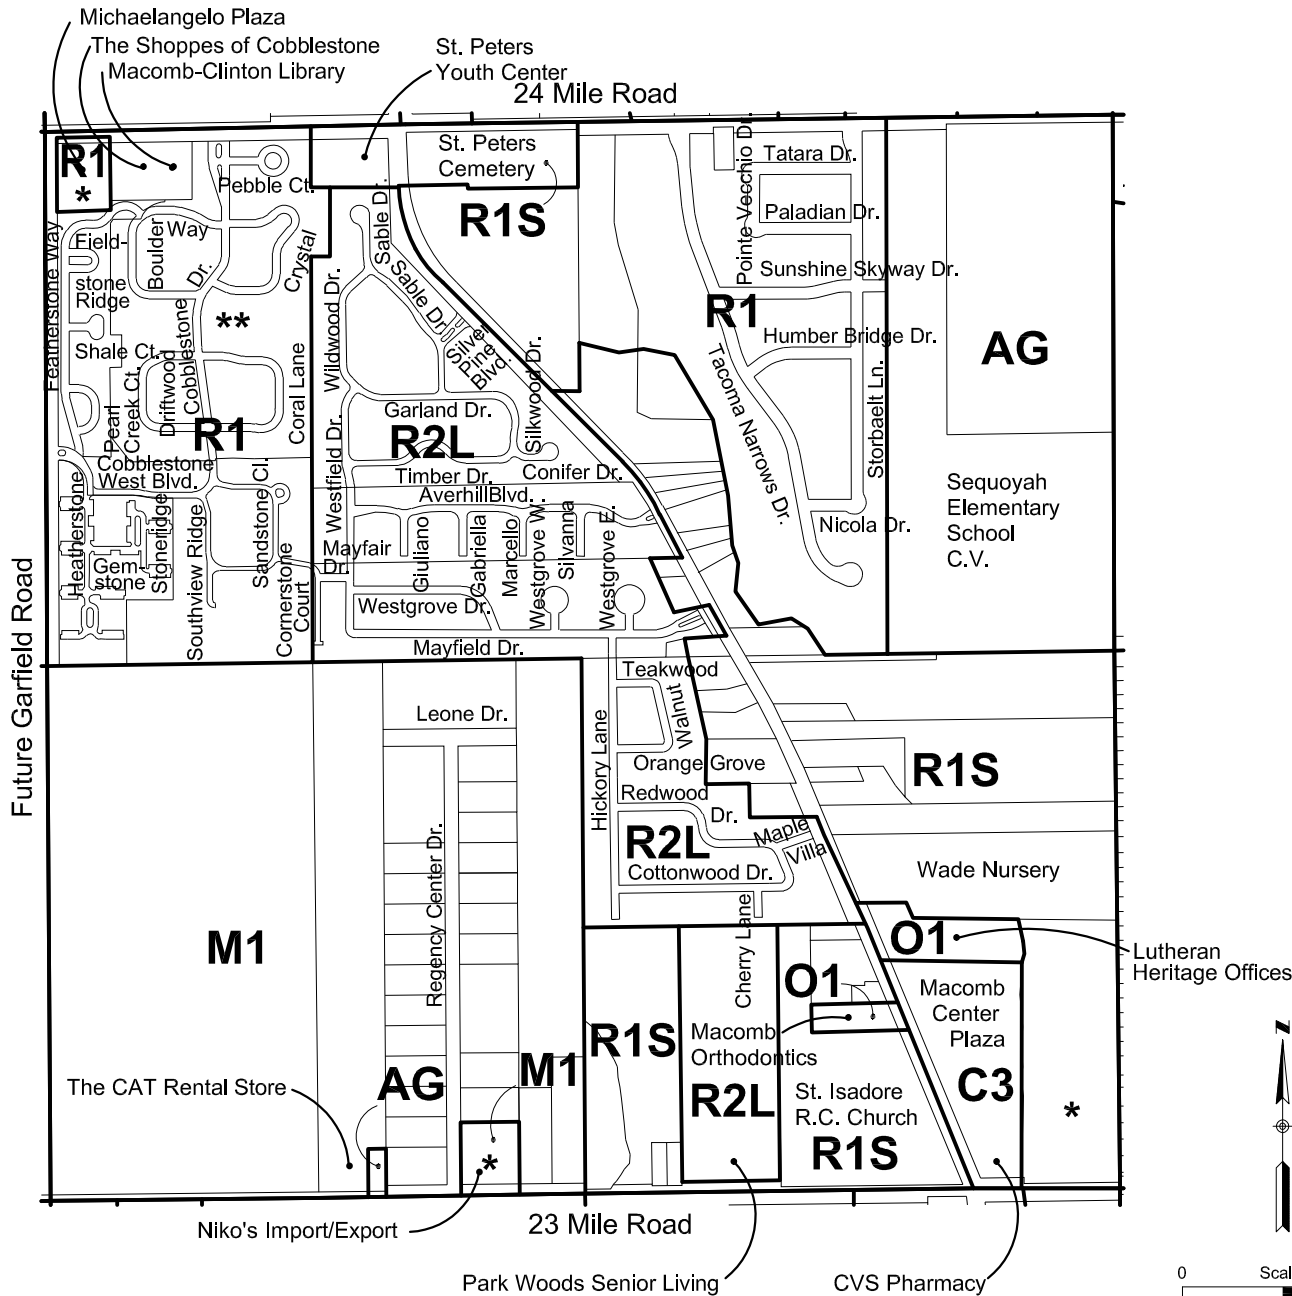 Michaelangelo Plaza
The Shoppes of Cobblestone
Macomb-Clinton Library
St. Peters
Youth Center
24 Mile Road
R1
*
Pebble Ct.
St. Peters
Cemetery
R1S
Tatara Dr.
Paladian Dr.
Pointe Vecchio Dr.
Sunshine Skyway Dr.
Humber Bridge Dr.
R1
AG
Featherstone Way
Field-
stone
Ridge
Boulder
Way
Dr.
Crystal
Sable Dr.
Sable Dr.
Silver
Pine
Blvd.
Wildwood Dr.
Silkwood Dr.
**
Shale Ct.
Pearl
Creek Ct.
Driftwood
Cobblestone
Coral Lane
R1
Garland Dr.
R2L
Tacoma Narrows Dr.
Storbaelt Ln.
Cobblestone
West Blvd.
Sandstone Cl.
Westfield Dr.
Timber Dr.
Conifer Dr.
AverhillBlvd. .
Nicola Dr.
Sequoyah
Elementary
School
C.V.
Heatherstone
Gem-
stone
Stoneridge
Southview Ridge
Cornerstone
Court
Mayfair
Dr.
Giuliano
Gabriella
Marcello
Westgrove W.
Silvanna
Westgrove E.
Westgrove Dr.
Mayfield Dr.
Future Garfield Road
Teakwood
Walnut
Leone Dr.
Hickory Lane
Orange Grove
R1S
Redwood
Dr.
Maple
Villa
R2L
Cottonwood Dr.
Wade Nursery
Regency Center Dr.
M1
Cherry Lane
O1
Lutheran
Heritage Offices
O1
Macomb
Center
Plaza
R1S
Macomb
Orthodontics
M1
AG
The CAT Rental Store
R2L
St. Isadore
R.C. Church
C3
*
R1S
*
Niko's Import/Export
23 Mile Road
Park Woods Senior Living
CVS Pharmacy
N
0
Scal